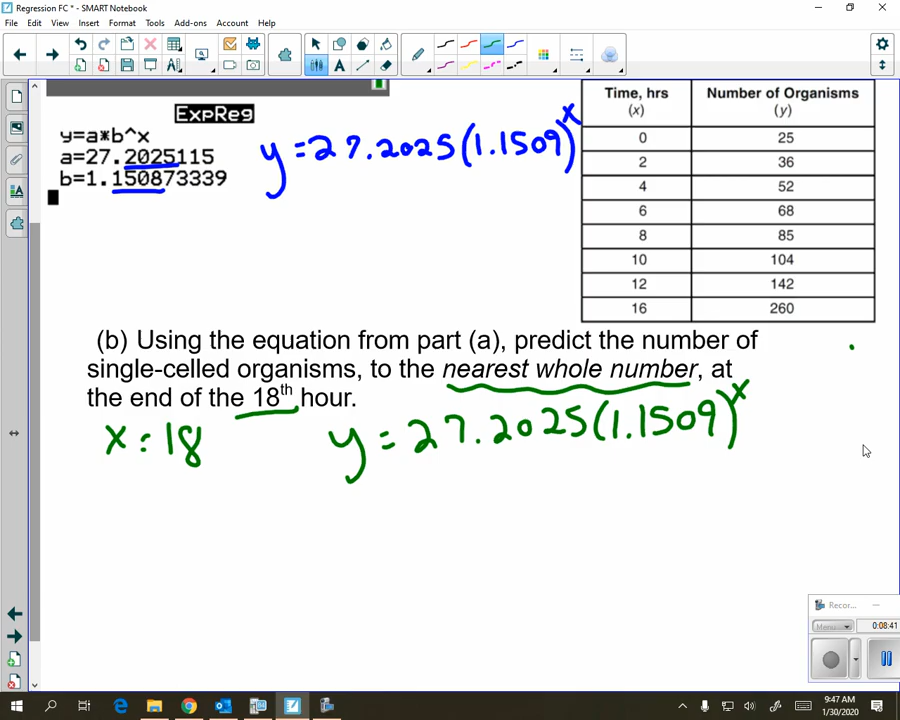 Regression FC * - SMART Notebook
File Edit View Insert Format Tools Add-ons Account Help
ExpReg
y=a*b^x
a=27.2025115
b=1.150873339
y=27.2025(1.1509)^x
Time, hrs (x) Number of Organisms (y)
0 25
2 36
4 52
6 68
8 85
10 104
12 142
16 260
(b) Using the equation from part (a), predict the number of
single-celled organisms, to the nearest whole number, at
the end of the 18th hour.
x = 18 y = 27.2025(1.1509)^x
Recor...
Menu
0:08:41
9:47 AM
1/30/2020